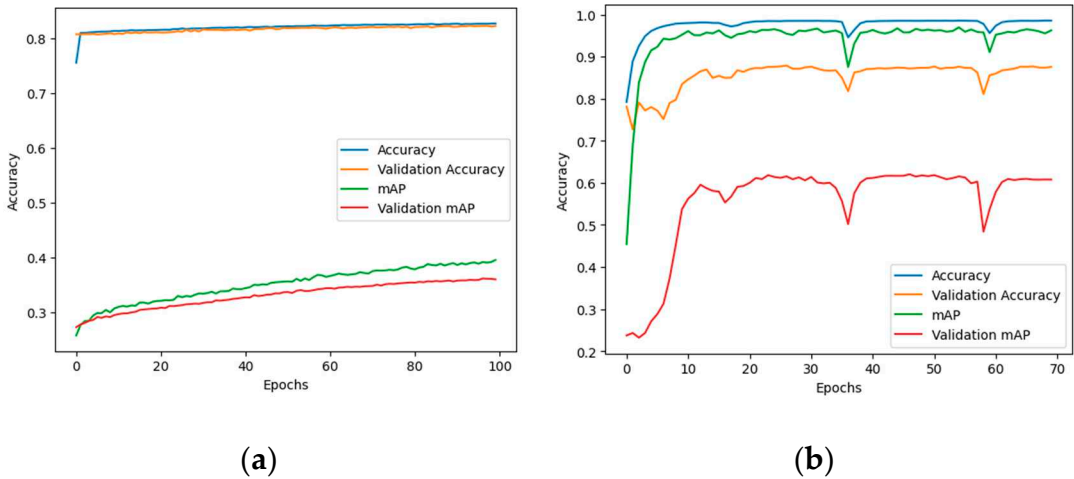 0.8
0.7
0.6
0.5
0.4
0.3
Accuracy
Accuracy
Validation Accuracy
mAP
Validation mAP
0 20 40 60 80 100
Epochs
(a)
1.0
0.9
0.8
0.7
0.6
0.5
0.4
0.3
0.2
Accuracy
Accuracy
Validation Accuracy
mAP
Validation mAP
0 10 20 30 40 50 60 70
Epochs
(b)